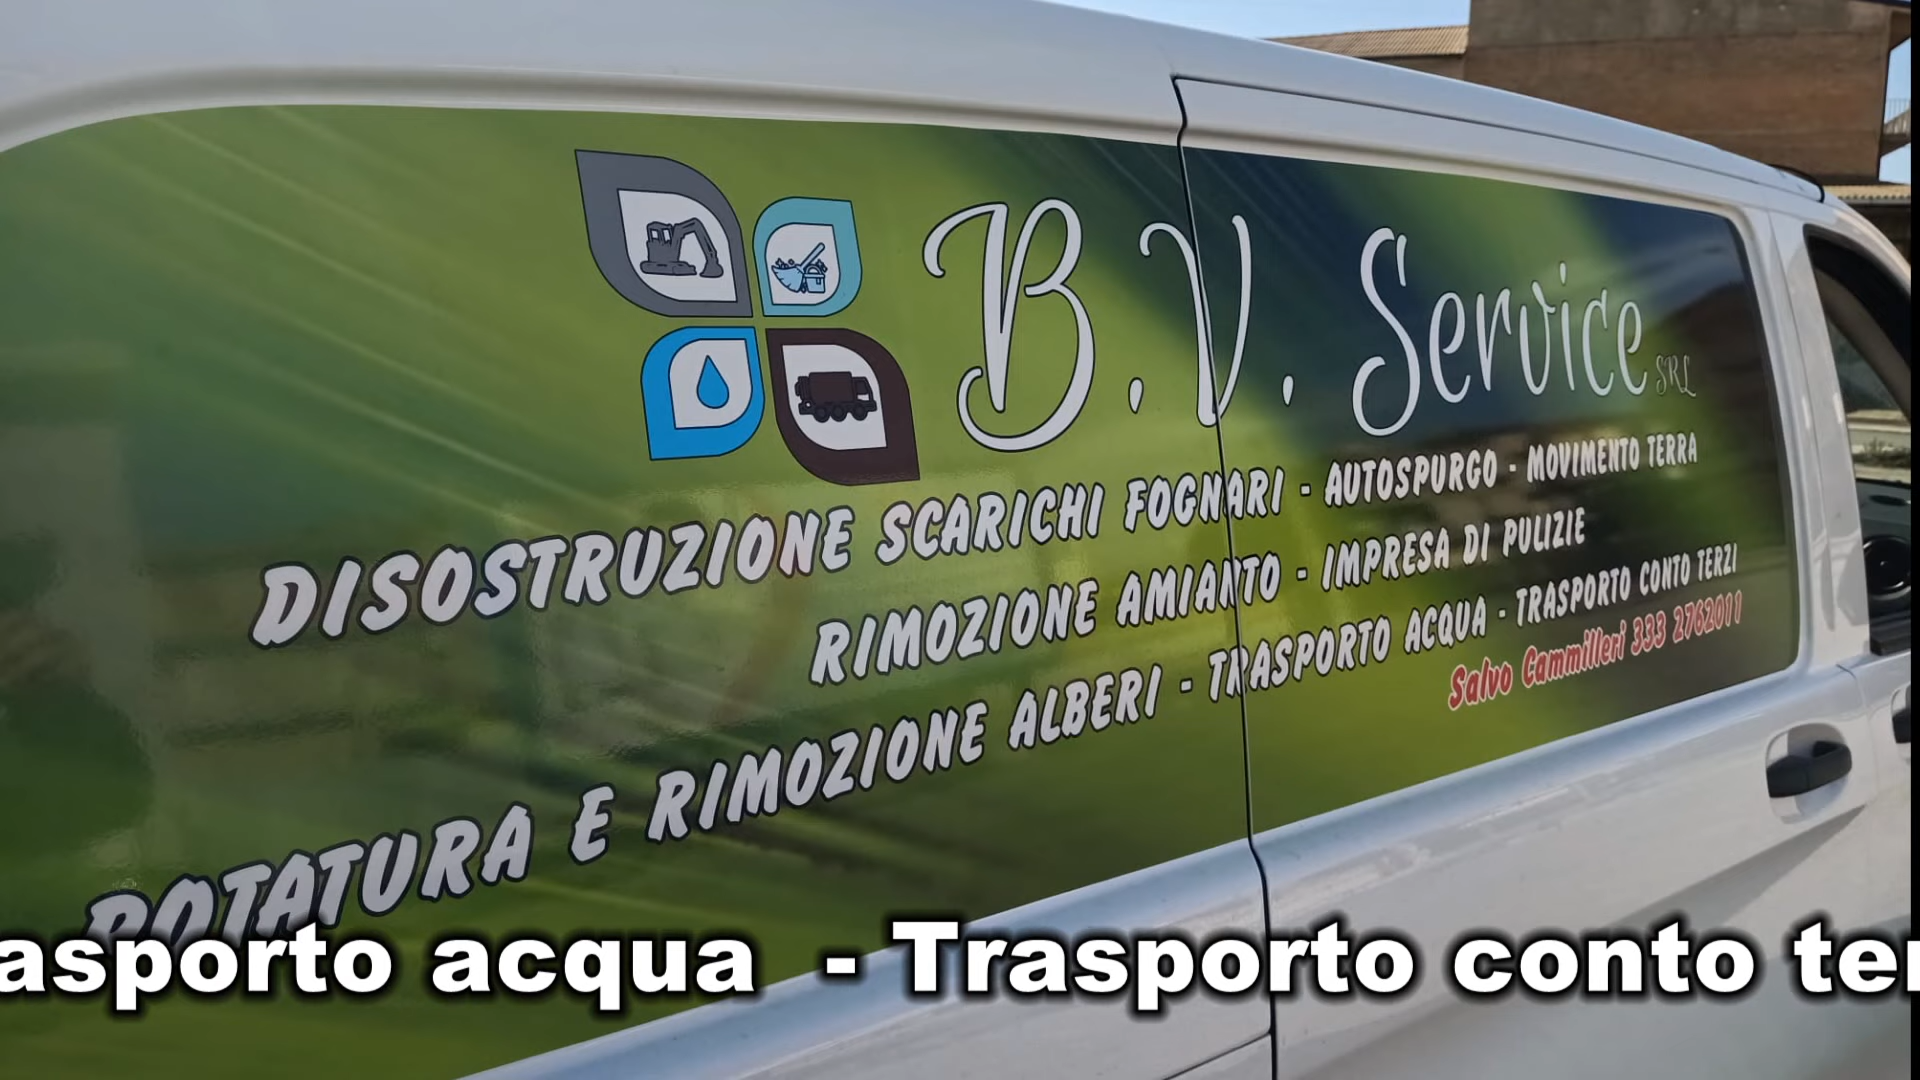 B.V. Service SRL
DISOSTRUZIONE SCARICHI FOGNARI - AUTOSPURGO - MOVIMENTO TERRA
RIMOZIONE AMIANTO - IMPRESA DI PULIZIE
POTATURA E RIMOZIONE ALBERI - TRASPORTO ACQUA - TRASPORTO CONTO TERZI
Salvo Cammilleri 333 2762011
asporto acqua - Trasporto conto ter